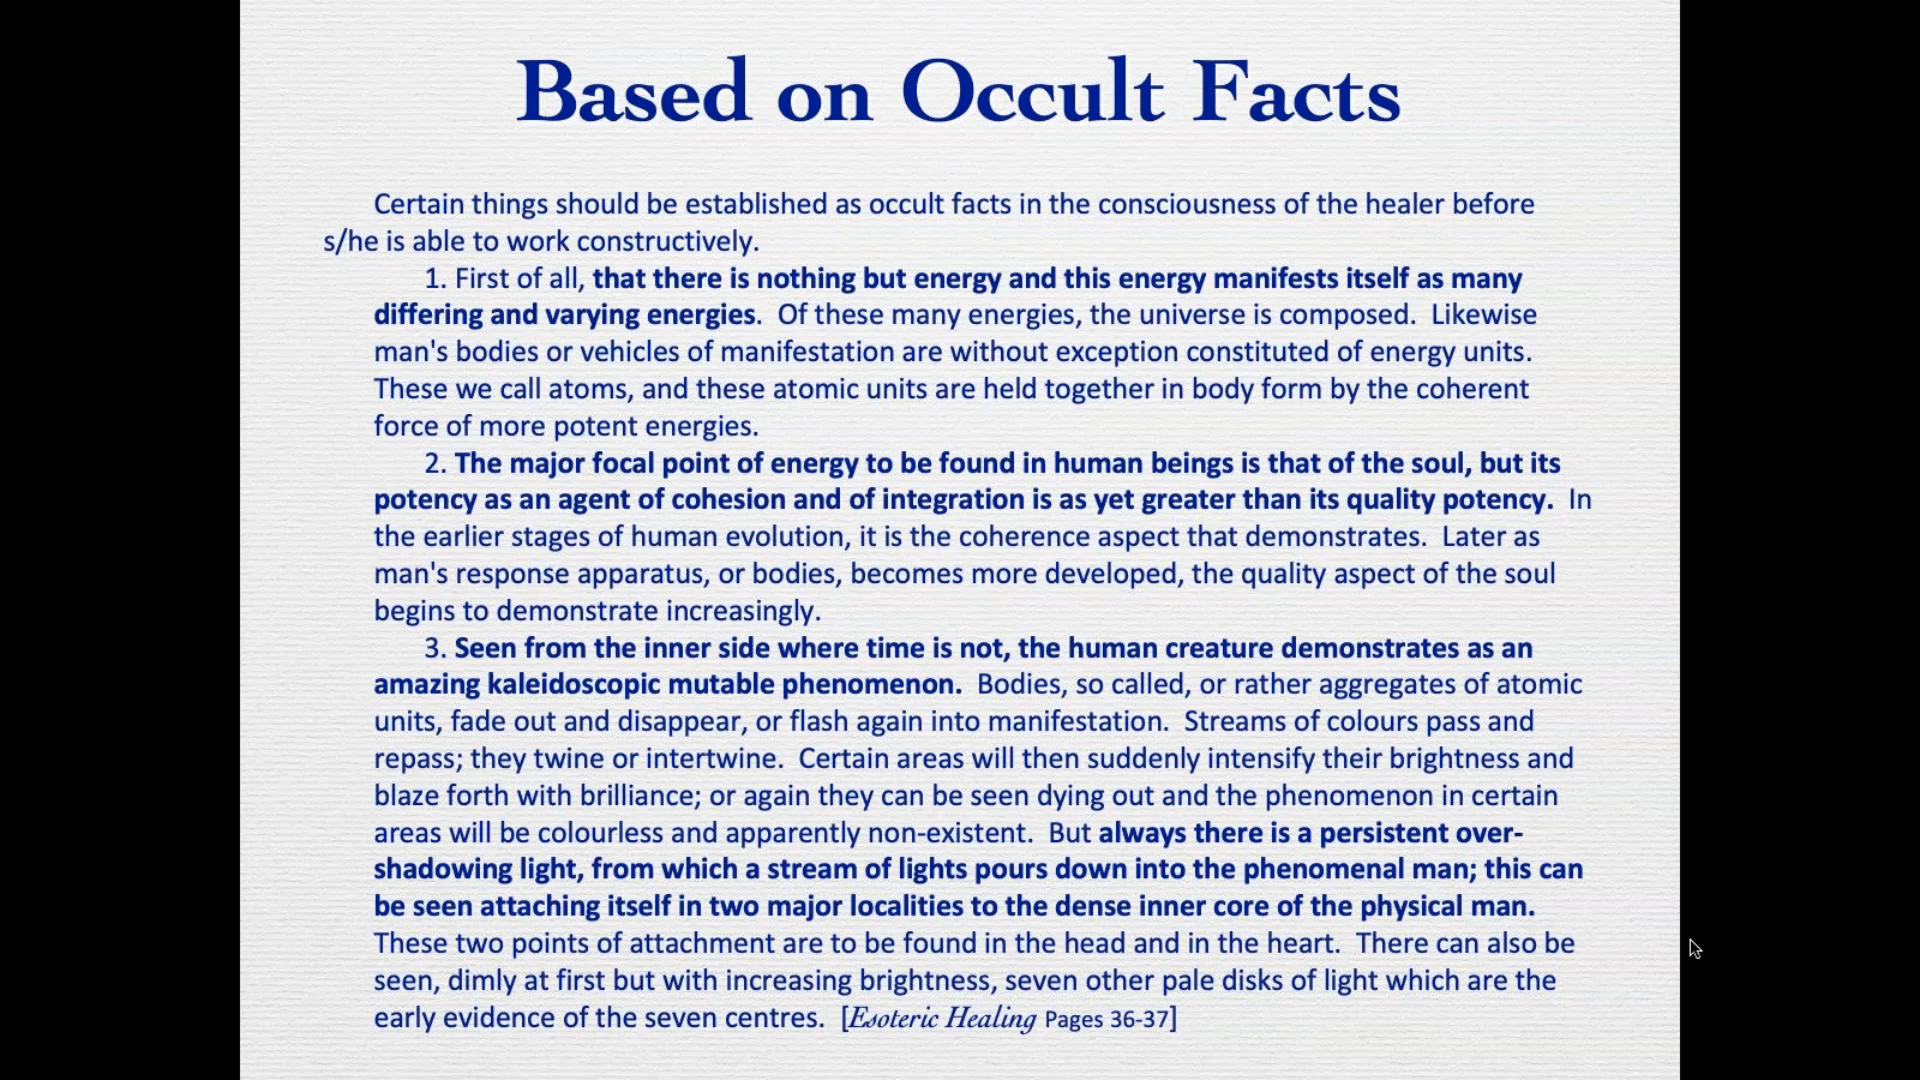 Based on Occult Facts
Certain things should be established as occult facts in the consciousness of the healer before
s/he is able to work constructively.
1. First of all, that there is nothing but energy and this energy manifests itself as many
differing and varying energies.  Of these many energies, the universe is composed.  Likewise
man's bodies or vehicles of manifestation are without exception constituted of energy units.
These we call atoms, and these atomic units are held together in body form by the coherent
force of more potent energies.
2. The major focal point of energy to be found in human beings is that of the soul, but its
potency as an agent of cohesion and of integration is as yet greater than its quality potency.  In
the earlier stages of human evolution, it is the coherence aspect that demonstrates.  Later as
man's response apparatus, or bodies, becomes more developed, the quality aspect of the soul
begins to demonstrate increasingly.
3. Seen from the inner side where time is not, the human creature demonstrates as an
amazing kaleidoscopic mutable phenomenon.  Bodies, so called, or rather aggregates of atomic
units, fade out and disappear, or flash again into manifestation.  Streams of colours pass and
repass; they twine or intertwine.  Certain areas will then suddenly intensify their brightness and
blaze forth with brilliance; or again they can be seen dying out and the phenomenon in certain
areas will be colourless and apparently non-existent.  But always there is a persistent over-
shadowing light, from which a stream of lights pours down into the phenomenal man; this can
be seen attaching itself in two major localities to the dense inner core of the physical man.
These two points of attachment are to be found in the head and in the heart.  There can also be
seen, dimly at first but with increasing brightness, seven other pale disks of light which are the
early evidence of the seven centres.  [Esoteric Healing Pages 36-37]